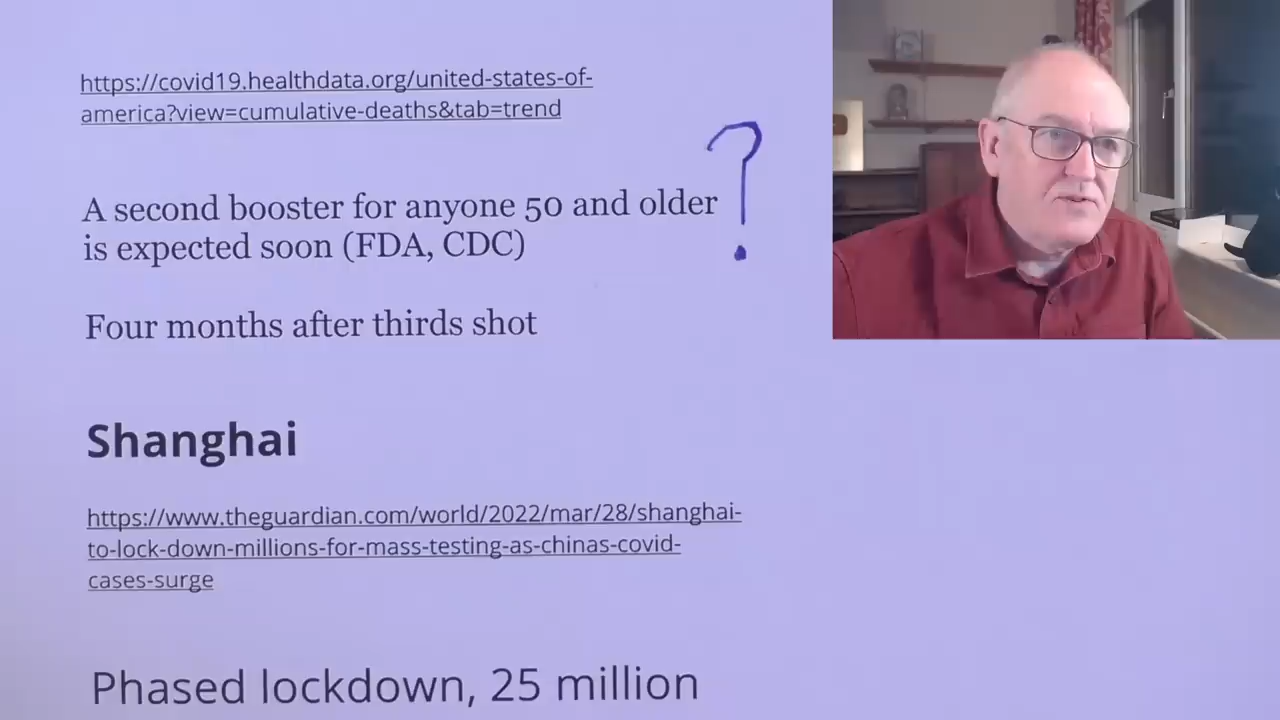 https://covid19.healthdata.org/united-states-of-
america?view=cumulative-deaths&tab=trend
A second booster for anyone 50 and older
is expected soon (FDA, CDC)
?
Four months after thirds shot
Shanghai
https://www.theguardian.com/world/2022/mar/28/shanghai-
to-lock-down-millions-for-mass-testing-as-chinas-covid-
cases-surge
Phased lockdown, 25 million